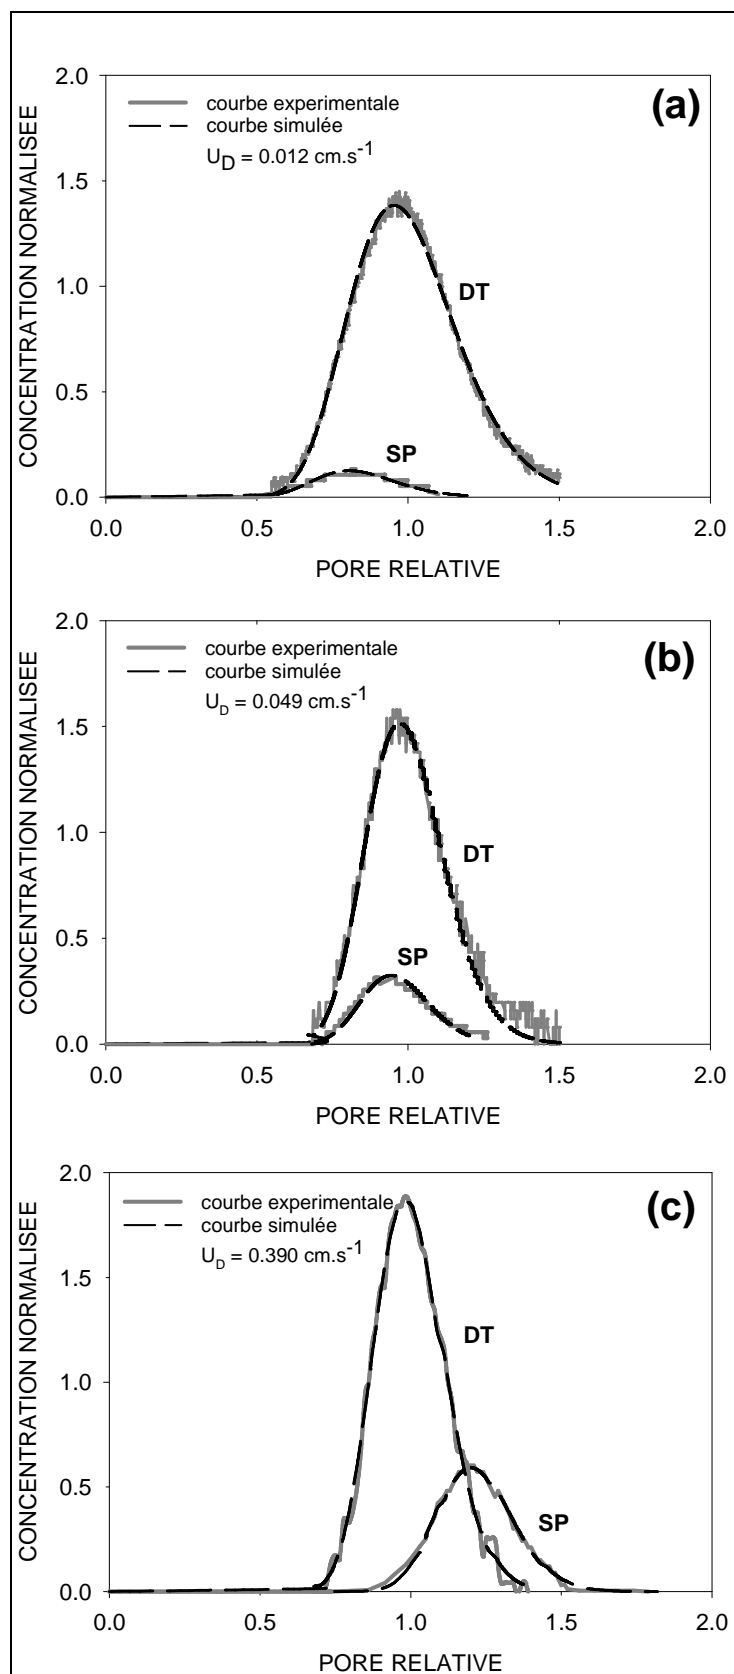 (a)
2.0
courbe experimentale
courbe simulée
U_D = 0.012 cm.s⁻¹
1.5
1.0
0.5
0.0
DT
SP
CONCENTRATION NORMALISEE
0.0 0.5 1.0 1.5 2.0
PORE RELATIVE
(b)
2.0
courbe experimentale
courbe simulée
U_D = 0.049 cm.s⁻¹
1.5
1.0
0.5
0.0
DT
SP
CONCENTRATION NORMALISEE
0.0 0.5 1.0 1.5 2.0
PORE RELATIVE
(c)
2.0
courbe experimentale
courbe simulée
U_D = 0.390 cm.s⁻¹
1.5
1.0
0.5
0.0
DT
SP
CONCENTRATION NORMALISEE
0.0 0.5 1.0 1.5 2.0
PORE RELATIVE